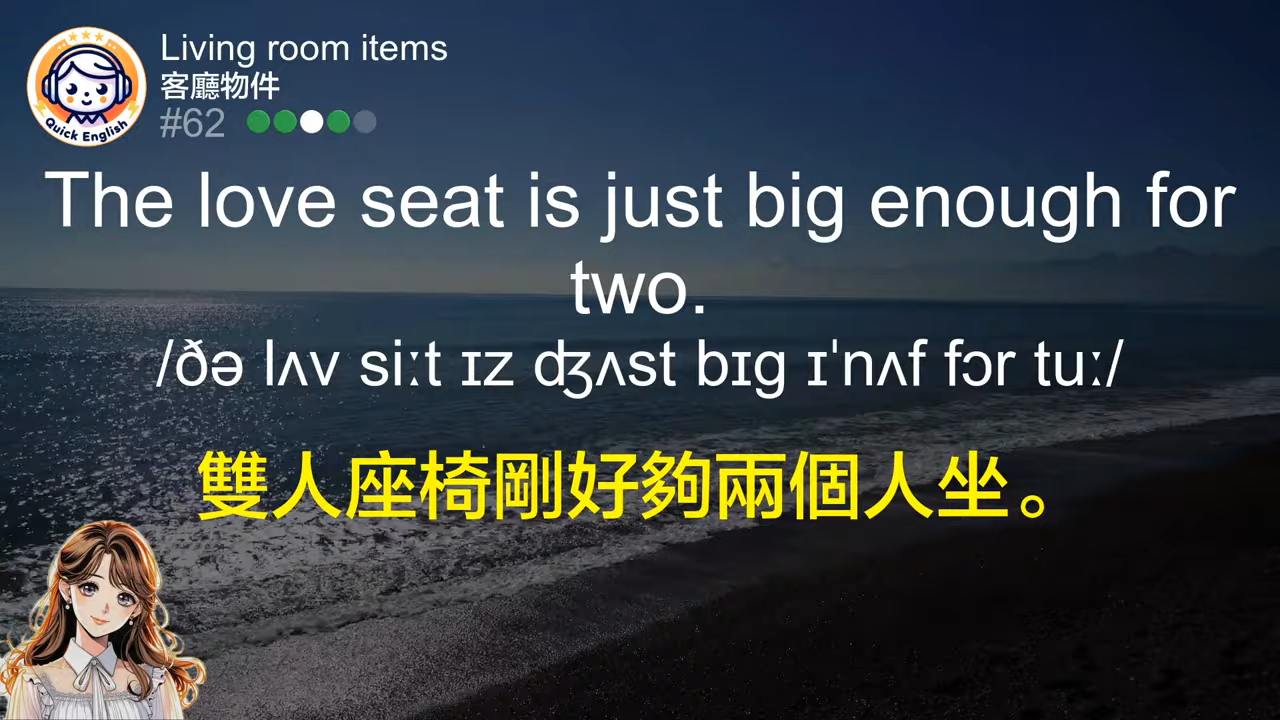 Quick English
Living room items
客廳物件
#62
The love seat is just big enough for
two.
/ðə lʌv siːt ɪz ʤʌst bɪg ɪˈnʌf fɔr tuː/
雙人座椅剛好夠兩個人坐。